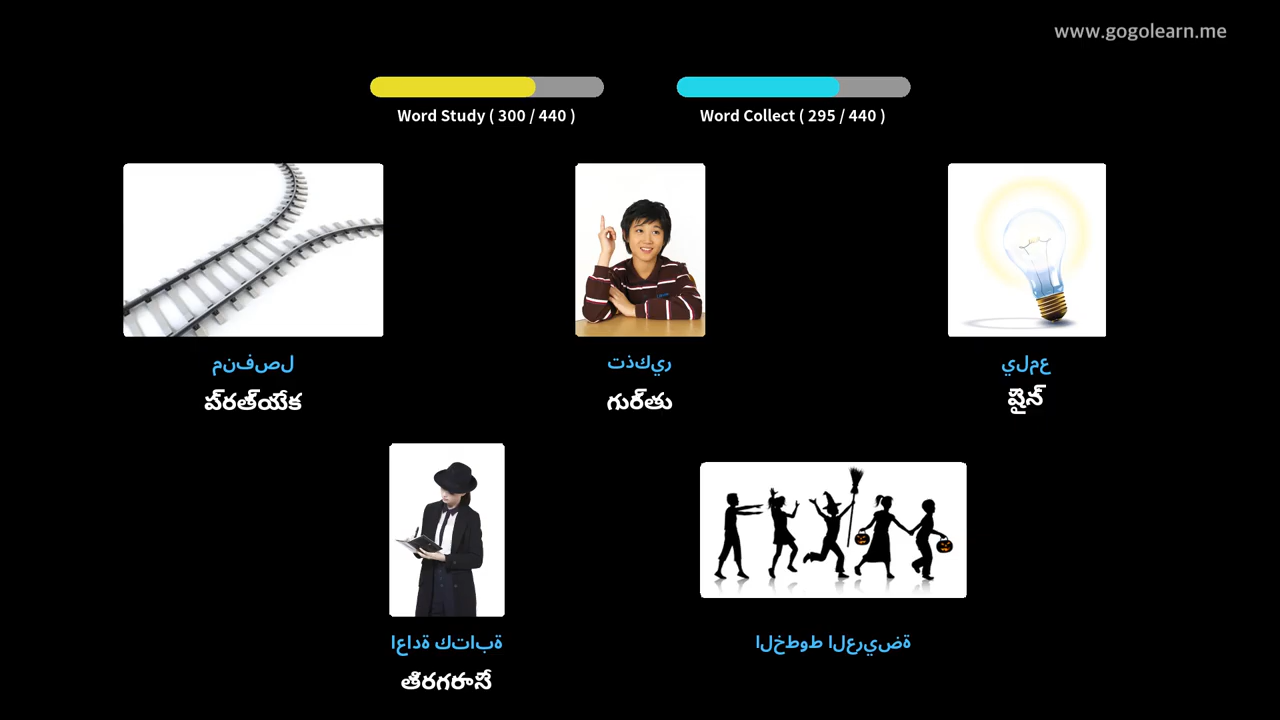 www.gogolearn.me
Word Study ( 300 / 440 )
Word Collect ( 295 / 440 )
منفصل
تذكير
يلمع
ప్రత్యేక
గుర్తు
షైన్
اعادة كتابة
الخطوط العريضة
తిరగరాసే